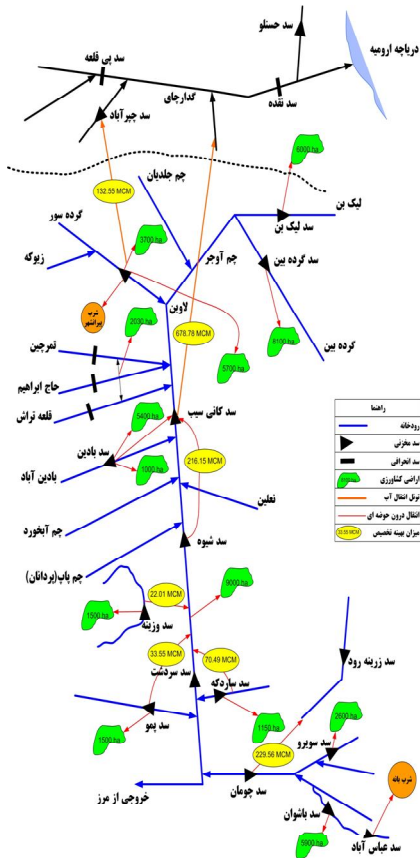 سد حسنلو
دریاچه ارومیه
سد پی قلعه
گدارچای
سد نقده
سد چپرآباد
6000 ha
چم جلدیان
132.55 MCM
لیک بن
گرده سور
3700 ha
سد لیک بن
چم آوجر
زیوکه
سد گرده بین
لاوین
شرب
پیرانشهر
2030 ha
678.78 MCM
4100 ha
گرده بین
تمرچین
5700 ha
حاج ابراهیم
سد کانی سیب
قلعه تراش
5400 ha
سد بادین
216.15 MCM
بادین آباد
1000 ha
نعلین
چم آبخورد
سد شیوه
چم پاپ(پردانان)
9000 ha
22.01 MCM
1500 ha
سد وزینه
33.55 MCM
70.49 MCM
سد زرینه رود
سد سردشت
سد ساردکه
سد پمو
1500 ha
1150 ha
2600 ha
229.56 MCM
سد سویرو
شرب بانه
خروجی از مرز
سد چومان
سد باشوان
5900 ha
سد عباس آباد
راهنما
رودخانه
سد مخزنی
سد انحرافی
اراضی کشاورزی
تونل انتقال آب
انتقال درون حوضه ای
33.55 MCM
میزان بهینه تخصیص